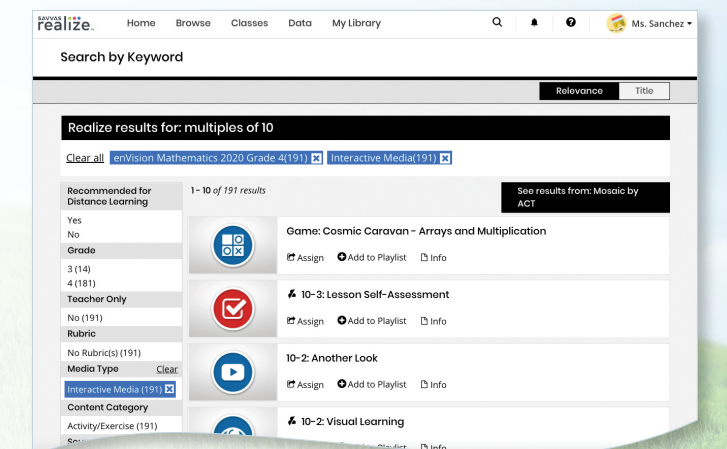 SAVVAS
realize™ Home Browse Classes Data My Library Ms. Sanchez
Search by Keyword
Relevance Title
Realize results for: multiples of 10
Clear all enVision Mathematics 2020 Grade 4(191) Interactive Media(191)
Recommended for
Distance Learning
Yes
No
Grade
3 (14)
4 (181)
Teacher Only
No (191)
Rubric
No Rubric(s) (191)
Media Type Clear
Interactive Media (191)
Content Category
Activity/Exercise (191)
1 - 10 of 191 results
See results from: Mosaic by
ACT
Game: Cosmic Caravan - Arrays and Multiplication
Assign Add to Playlist Info
10-3: Lesson Self-Assessment
Assign Add to Playlist Info
10-2: Another Look
Assign Add to Playlist Info
10-2: Visual Learning
Playlist Info